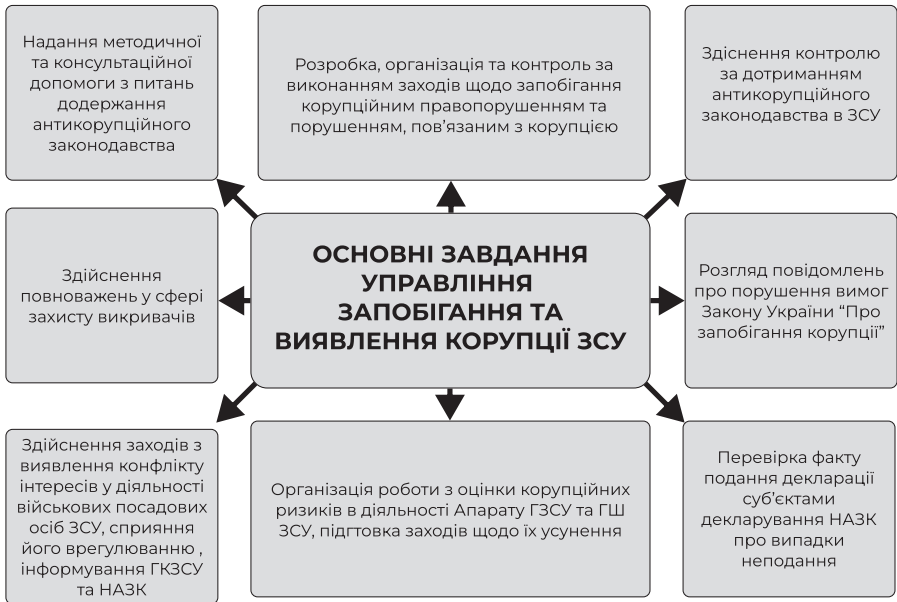 Надання методичної
та консультаційної
допомоги з питань
додержання
антикорупційного
законодавства
Розробка, організація та контроль за
виконанням заходів щодо запобігання
корупційним правопорушенням та
порушенням, пов’язаним з корупцією
Здіснення контролю
за дотриманням
антикорупційного
законодавства в ЗСУ
Здійснення
повноважень у сфері
захисту викривачів
ОСНОВНІ ЗАВДАННЯ
УПРАВЛІННЯ
ЗАПОБІГАННЯ ТА
ВИЯВЛЕННЯ КОРУПЦІЇ ЗСУ
Розгляд повідомлень
про порушення вимог
Закону України “Про
запобігання корупції”
Здійснення заходів з
виявлення конфлікту
інтересів у діяльності
військових посадових
осіб ЗСУ, сприяння
його врегулюванню ,
інформування ГКЗСУ
та НАЗК
Організація роботи з оцінки корупційних
ризиків в діяльності Апарату ГЗСУ та ГШ
ЗСУ, підгтовка заходів щодо їх усунення
Перевірка факту
подання декларації
суб’єктами
декларування НАЗК
про випадки
неподання